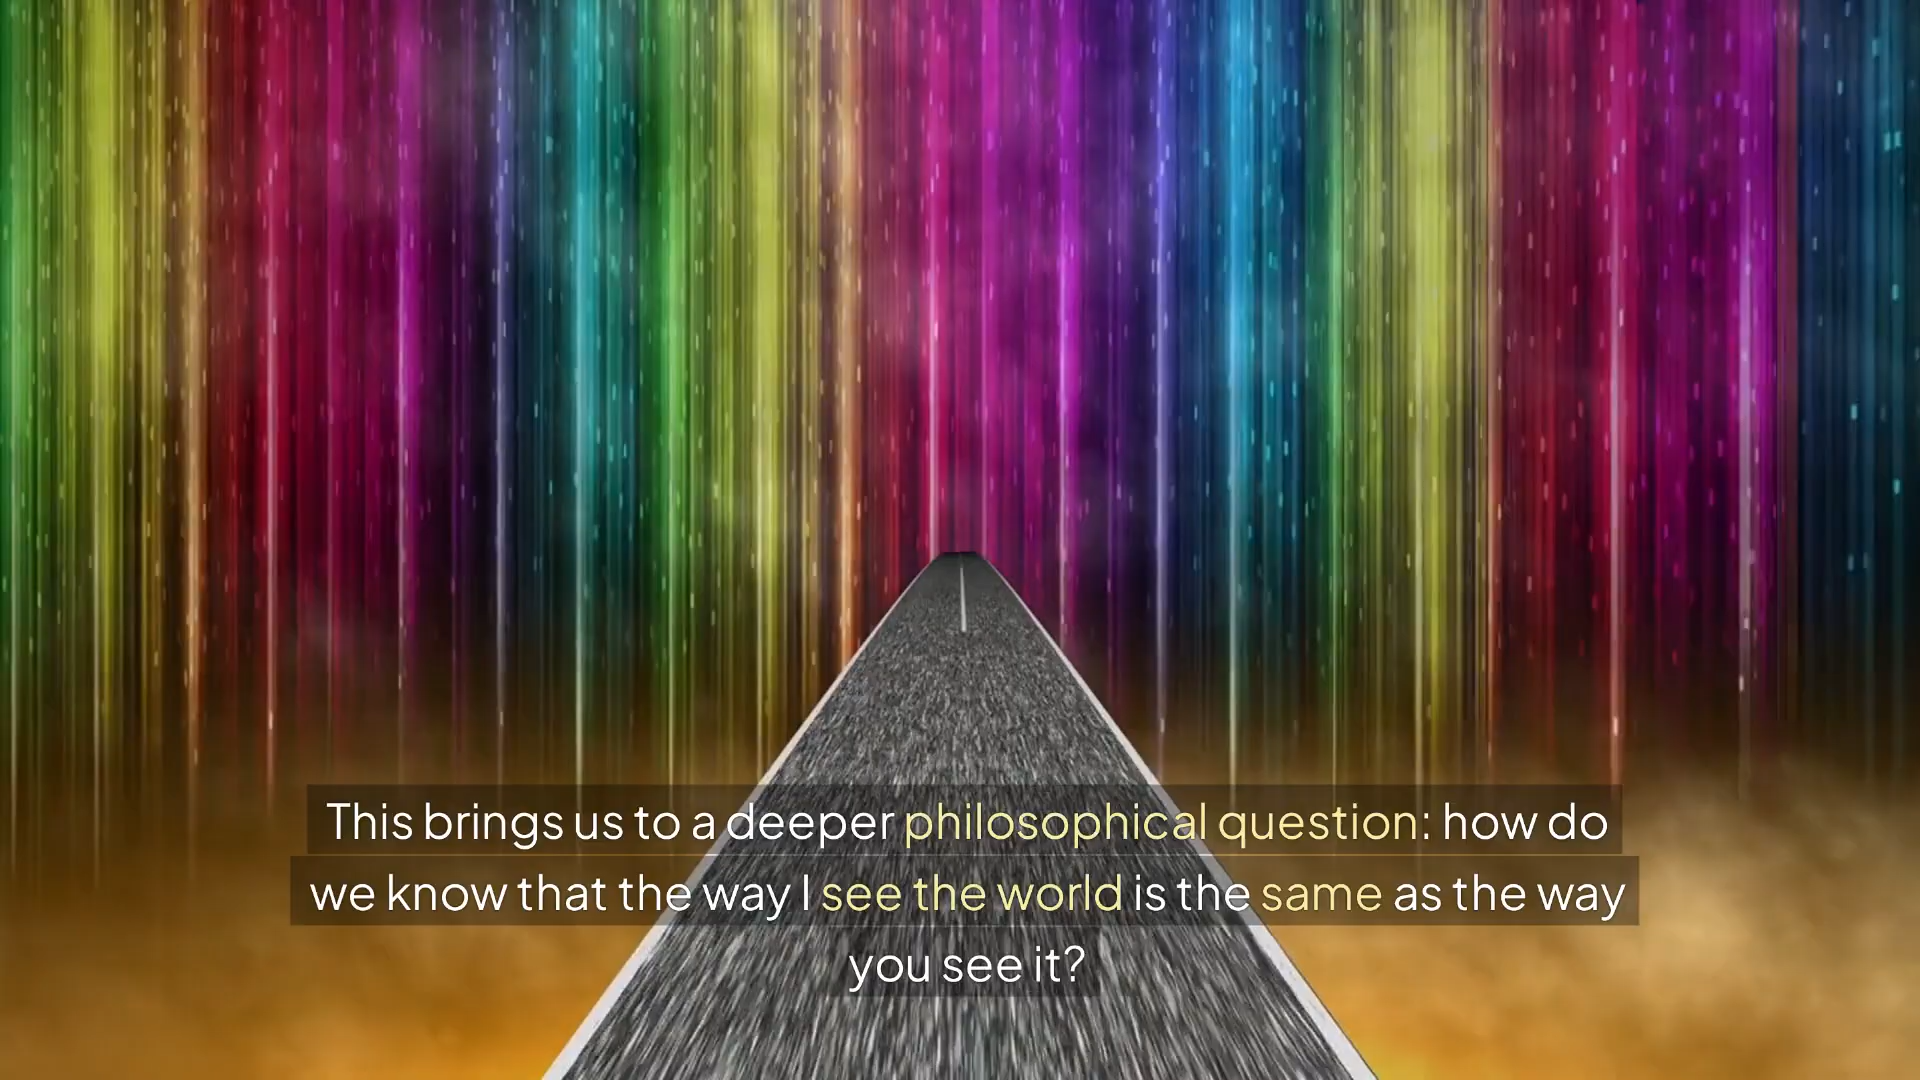 This brings us to a deeper philosophical question: how do
we know that the way I see the world is the same as the way
you see it?